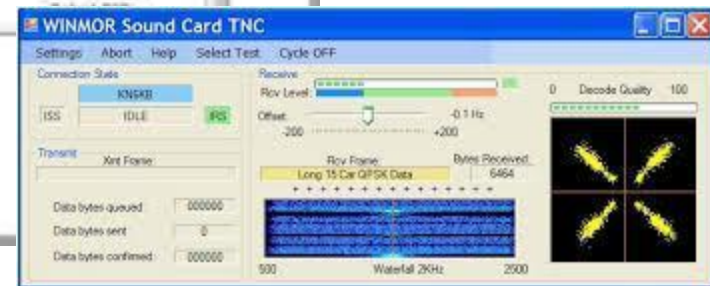 WINMOR Sound Card TNC
Settings Abort Help Select Test Cycle OFF
Connection State
KN6KB
ISS IDLE IRS
Transmit
Xmt Frame:
Data bytes queued 000000
Data bytes sent 0
Data bytes confirmed: 000000
Receive
Rcv Level:
Offset: -0.1 Hz
-200 +200
Rcv Frame: Bytes Received:
Long 15 Car QPSK Data 6464
500 Waterfall 2KHz 2500
0 Decode Quality 100